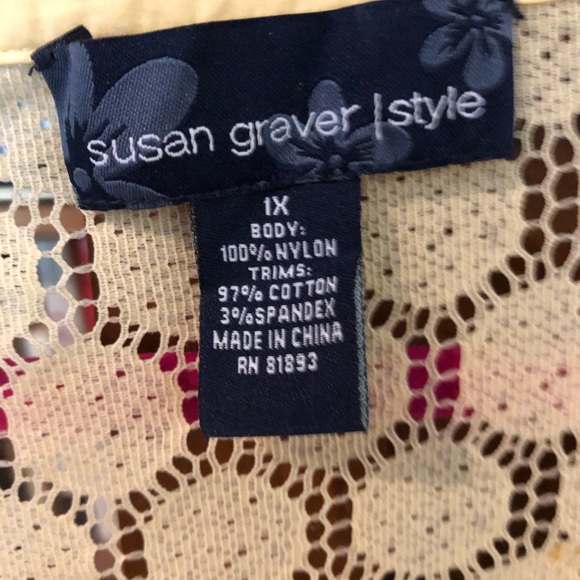 susan graver | style
1X
BODY:
100% NYLON
TRIMS:
97% COTTON
3% SPANDEX
MADE IN CHINA
RN 81893